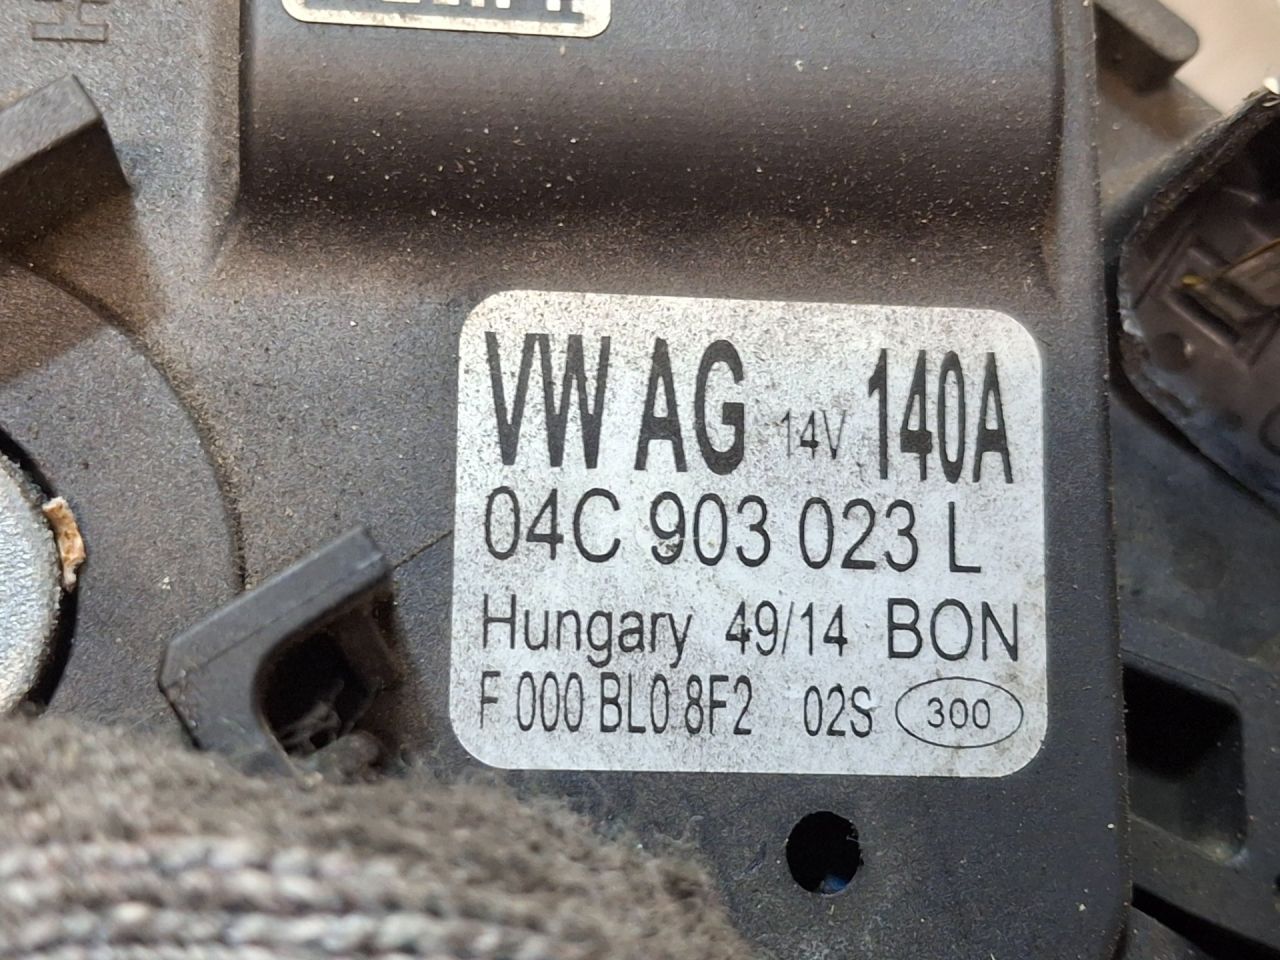 VW AG 14V 140A
04C 903 023 L
Hungary 49/14 BON
F 000 BL0 8F2 02S 300